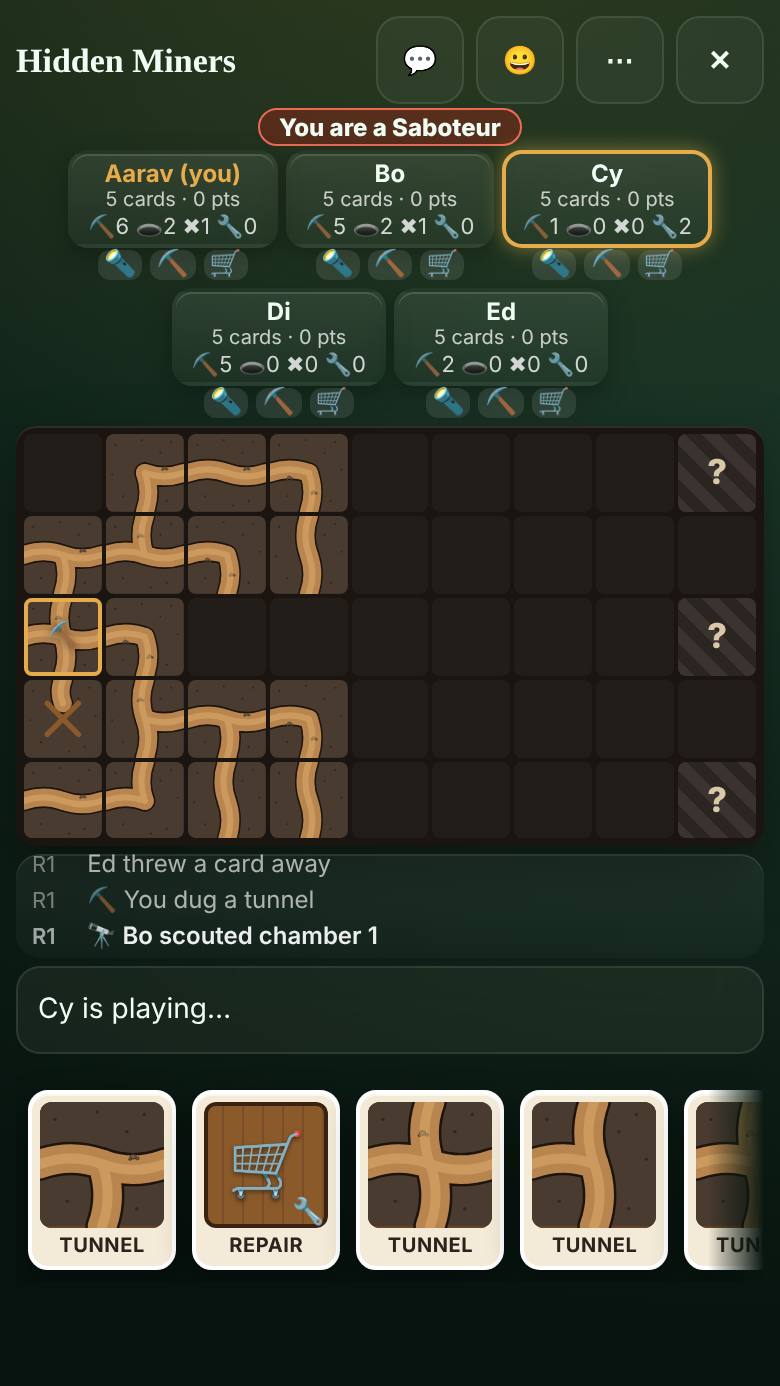 Hidden Miners
You are a Saboteur
Aarav (you)
5 cards · 0 pts
6 2 1 0
Bo
5 cards · 0 pts
5 2 1 0
Cy
5 cards · 0 pts
1 0 0 2
Di
5 cards · 0 pts
5 0 0 0
Ed
5 cards · 0 pts
2 0 0 0
?
?
?
R1 Ed threw a card away
R1 You dug a tunnel
R1 Bo scouted chamber 1
Cy is playing...
TUNNEL
REPAIR
TUNNEL
TUNNEL
TUN